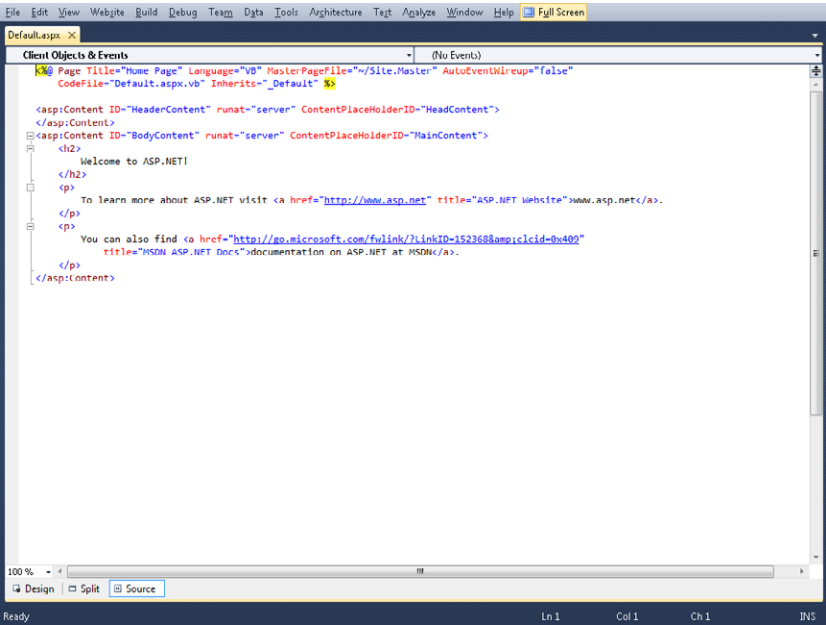 File Edit View Website Build Debug Team Data Tools Architecture Test Analyze Window Help Full Screen
Default.aspx
Client Objects & Events (No Events)
<%@ Page Title="Home Page" Language="VB" MasterPageFile="~/Site.Master" AutoEventWireup="false"
CodeFile="Default.aspx.vb" Inherits="_Default" %>
<asp:Content ID="HeaderContent" runat="server" ContentPlaceHolderID="HeadContent">
</asp:Content>
<asp:Content ID="BodyContent" runat="server" ContentPlaceHolderID="MainContent">
<h2>
Welcome to ASP.NET!
</h2>
<p>
To learn more about ASP.NET visit <a href="http://www.asp.net" title="ASP.NET Website">www.asp.net</a>.
</p>
<p>
You can also find <a href="http://go.microsoft.com/fwlink/?LinkID=152368&amp;clcid=0x409"
title="MSDN ASP.NET Docs">documentation on ASP.NET at MSDN</a>.
</p>
</asp:Content>
100 %
Design Split Source
Ready Ln 1 Col 1 Ch 1 INS